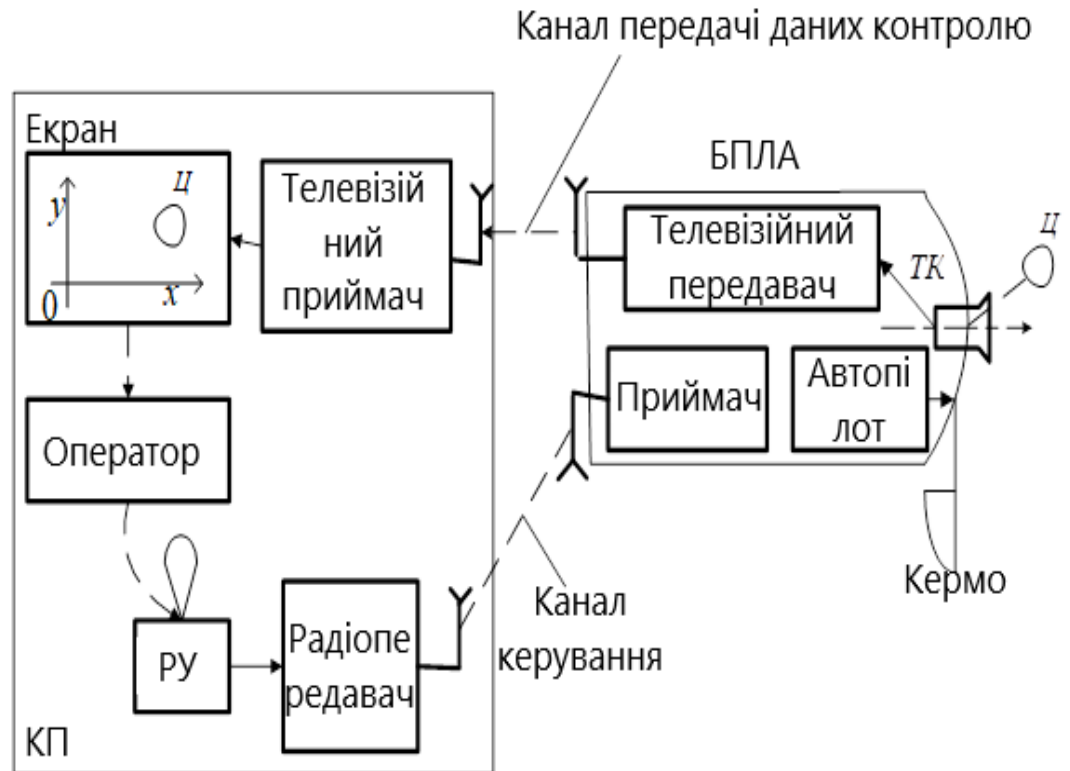 Канал передачі даних контролю
Екран
Ц
y
0
x
Телевізій
ний
приймач
БПЛА
Телевізійний
передавач
ТК
Ц
Приймач
Автопі
лот
Оператор
Кермо
РУ
Радіопе
редавач
Канал
керування
КП